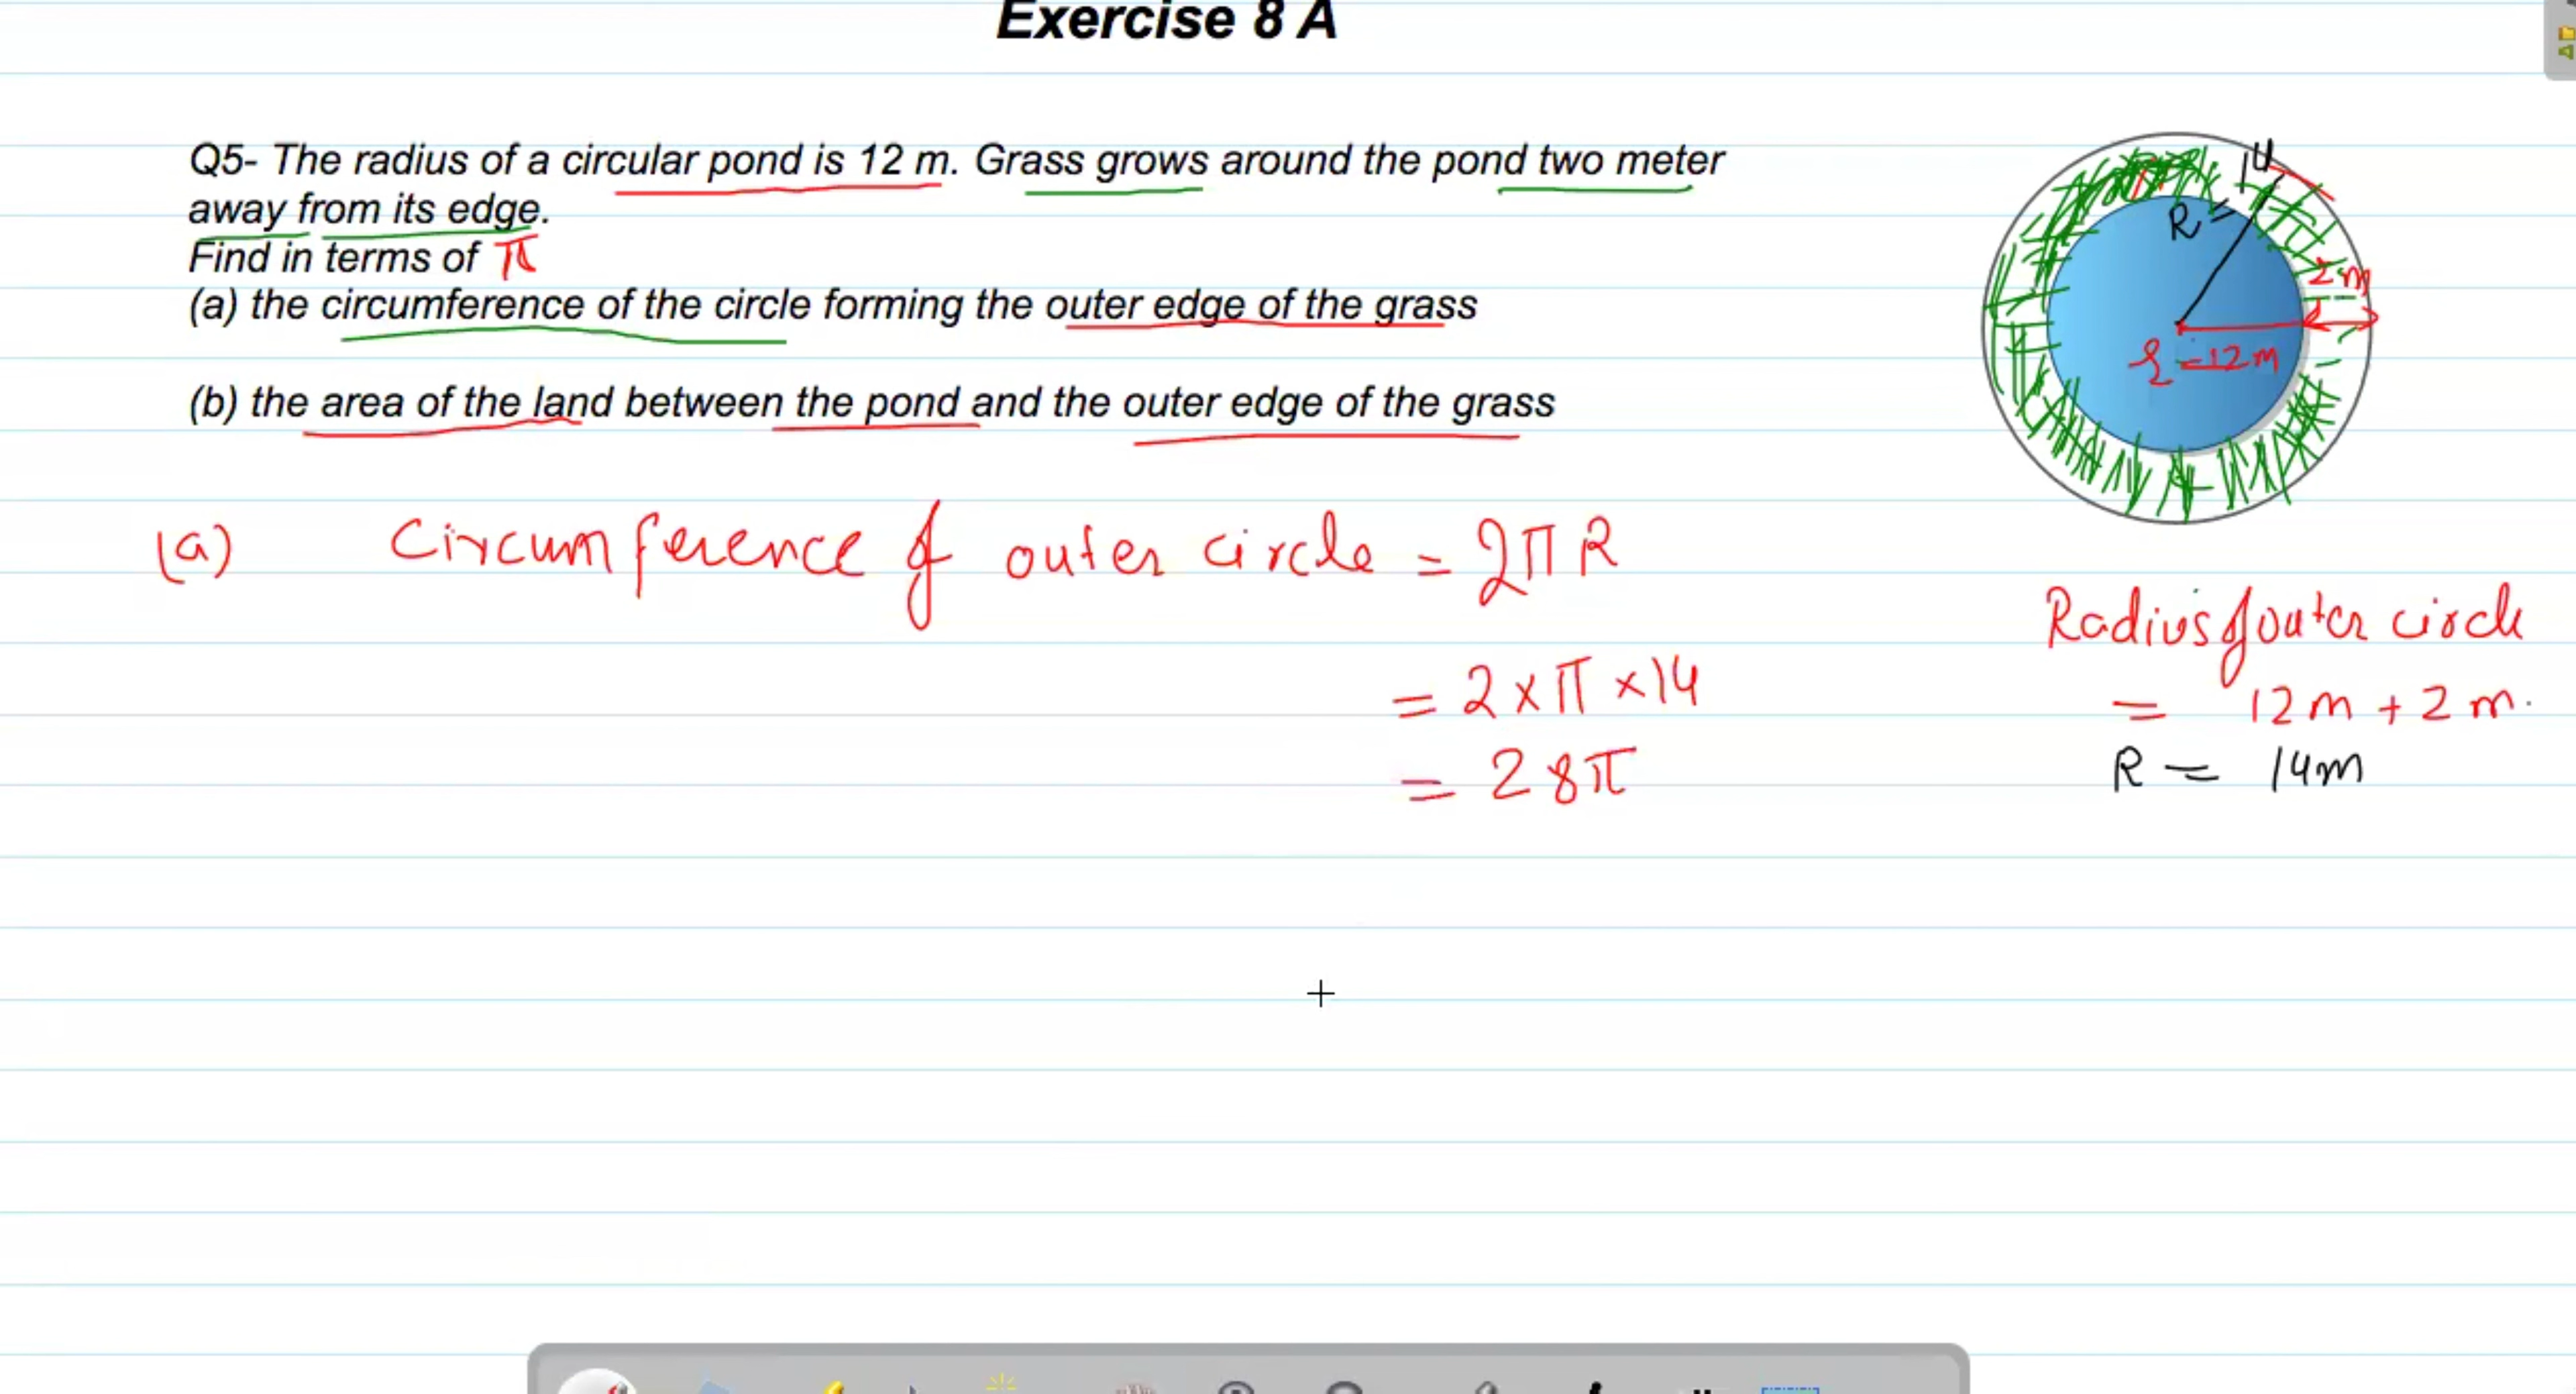 Exercise 8 A
Q5- The radius of a circular pond is 12 m. Grass grows around the pond two meter
away from its edge.
Find in terms of π
(a) the circumference of the circle forming the outer edge of the grass
(b) the area of the land between the pond and the outer edge of the grass
R = 14
2m
r = 12m
(a) Circumference of outer circle = 2πR
= 2×π×14
= 28π
Radius of outer circle
= 12m + 2m.
R = 14m